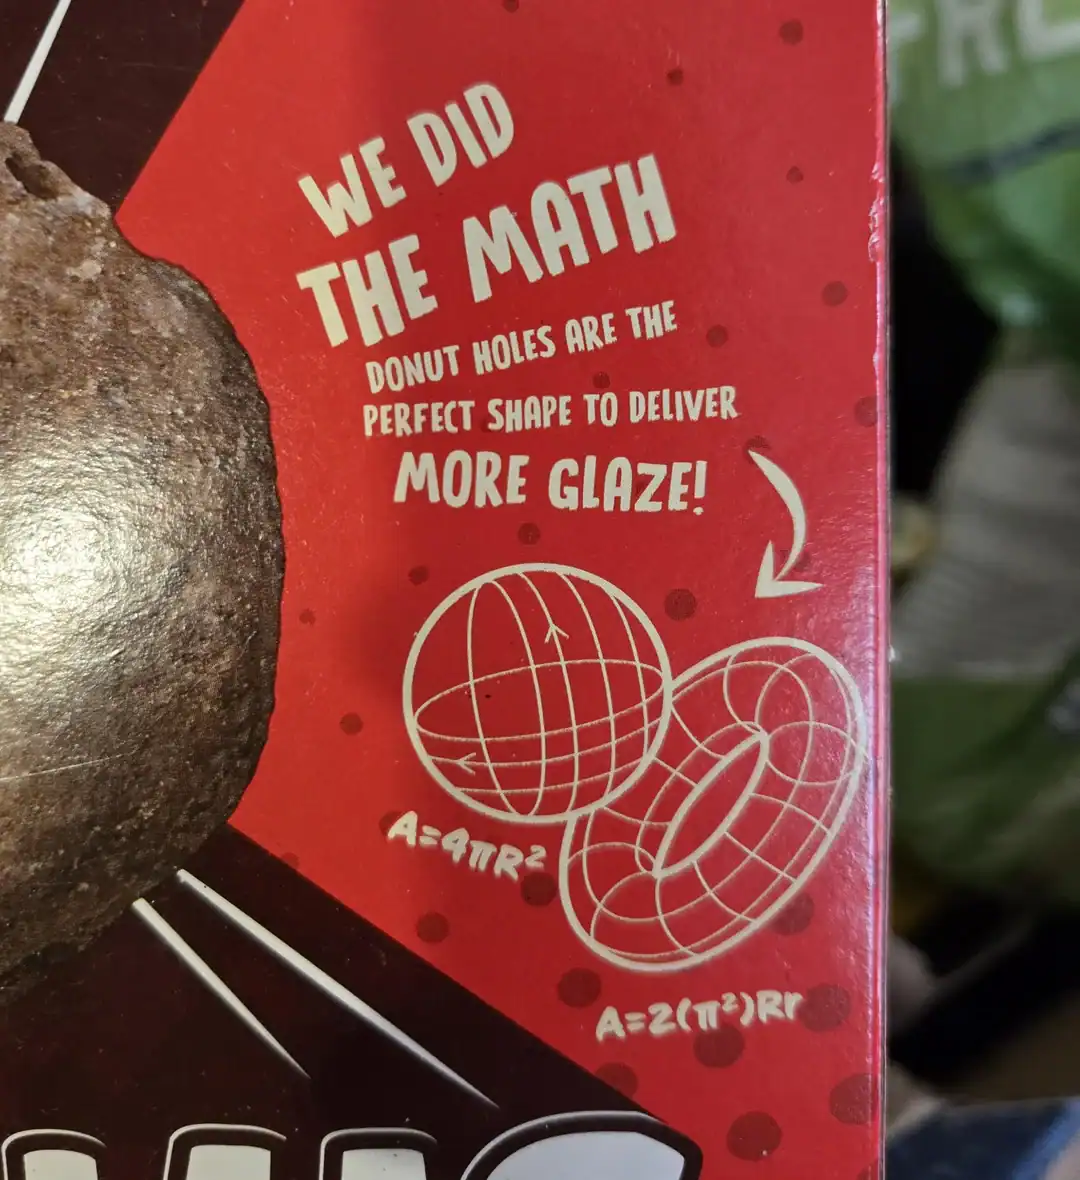 WE DID
THE MATH
DONUT HOLES ARE THE
PERFECT SHAPE TO DELIVER
MORE GLAZE!
A=4πR²
A=2(π²)Rr